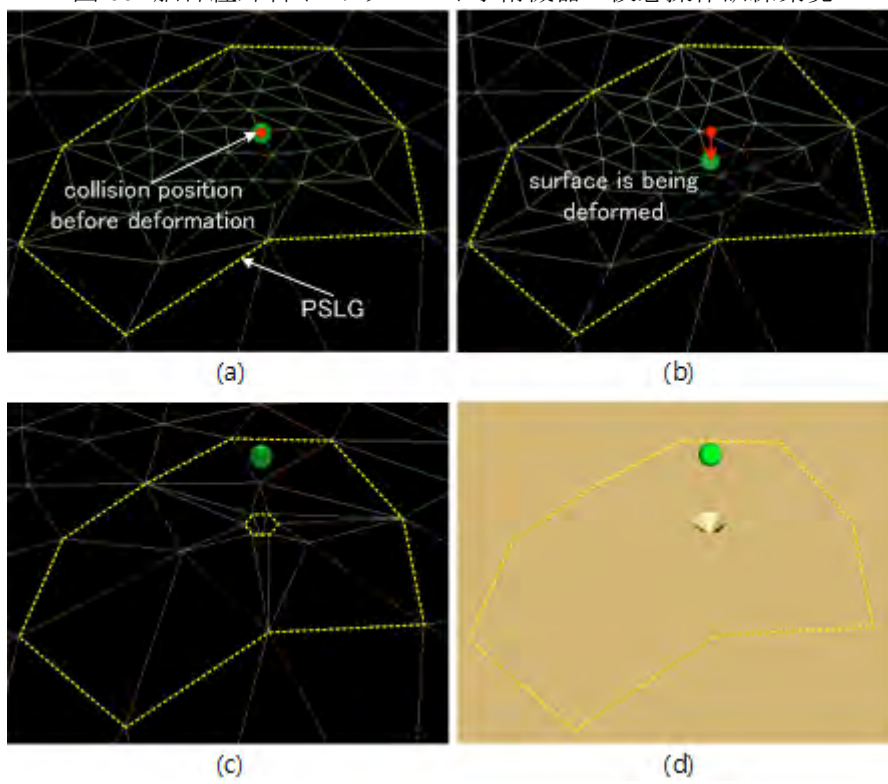 collision position
before deformation
PSLG
(a)
surface is being
deformed
(b)
(c)
(d)